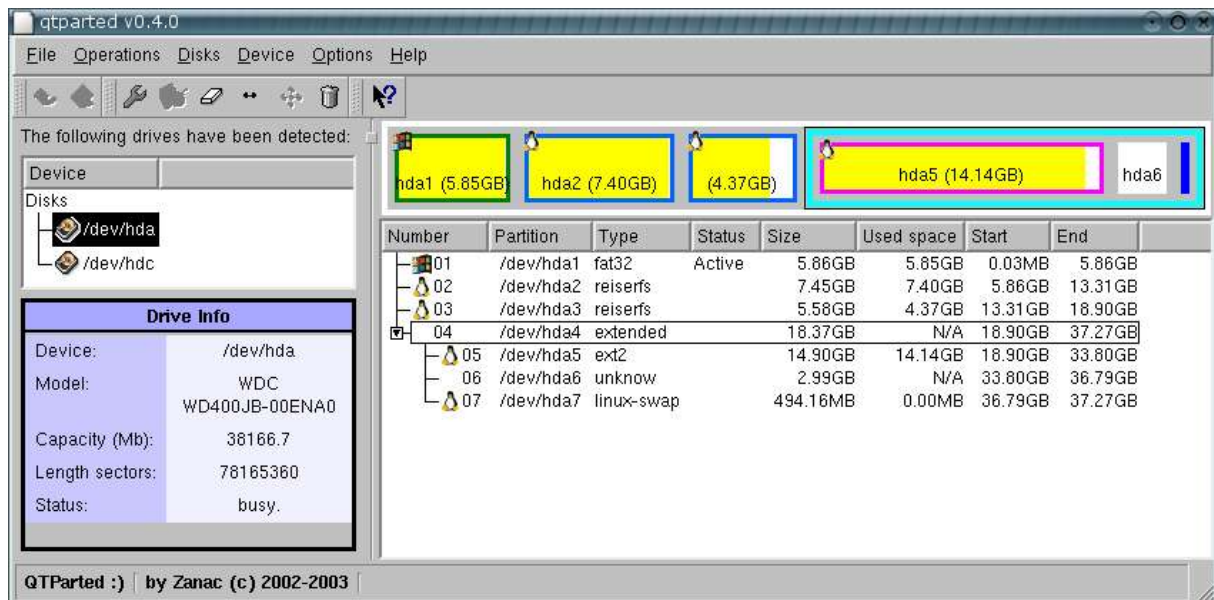 qtparted v0.4.0
File Operations Disks Device Options Help
The following drives have been detected:
Device
Disks
/dev/hda
/dev/hdc
Drive Info
Device: /dev/hda
Model: WDC
WD400JB-00ENA0
Capacity (Mb): 38166.7
Length sectors: 78165360
Status: busy.
hda1 (5.85GB) hda2 (7.40GB) (4.37GB) hda5 (14.14GB) hda6
Number Partition Type Status Size Used space Start End
01 /dev/hda1 fat32 Active 5.86GB 5.85GB 0.03MB 5.86GB
02 /dev/hda2 reiserfs 7.45GB 7.40GB 5.86GB 13.31GB
03 /dev/hda3 reiserfs 5.58GB 4.37GB 13.31GB 18.90GB
04 /dev/hda4 extended 18.37GB N/A 18.90GB 37.27GB
05 /dev/hda5 ext2 14.90GB 14.14GB 18.90GB 33.80GB
06 /dev/hda6 unknow 2.99GB N/A 33.80GB 36.79GB
07 /dev/hda7 linux-swap 494.16MB 0.00MB 36.79GB 37.27GB
QTParted :) by Zanac (c) 2002-2003